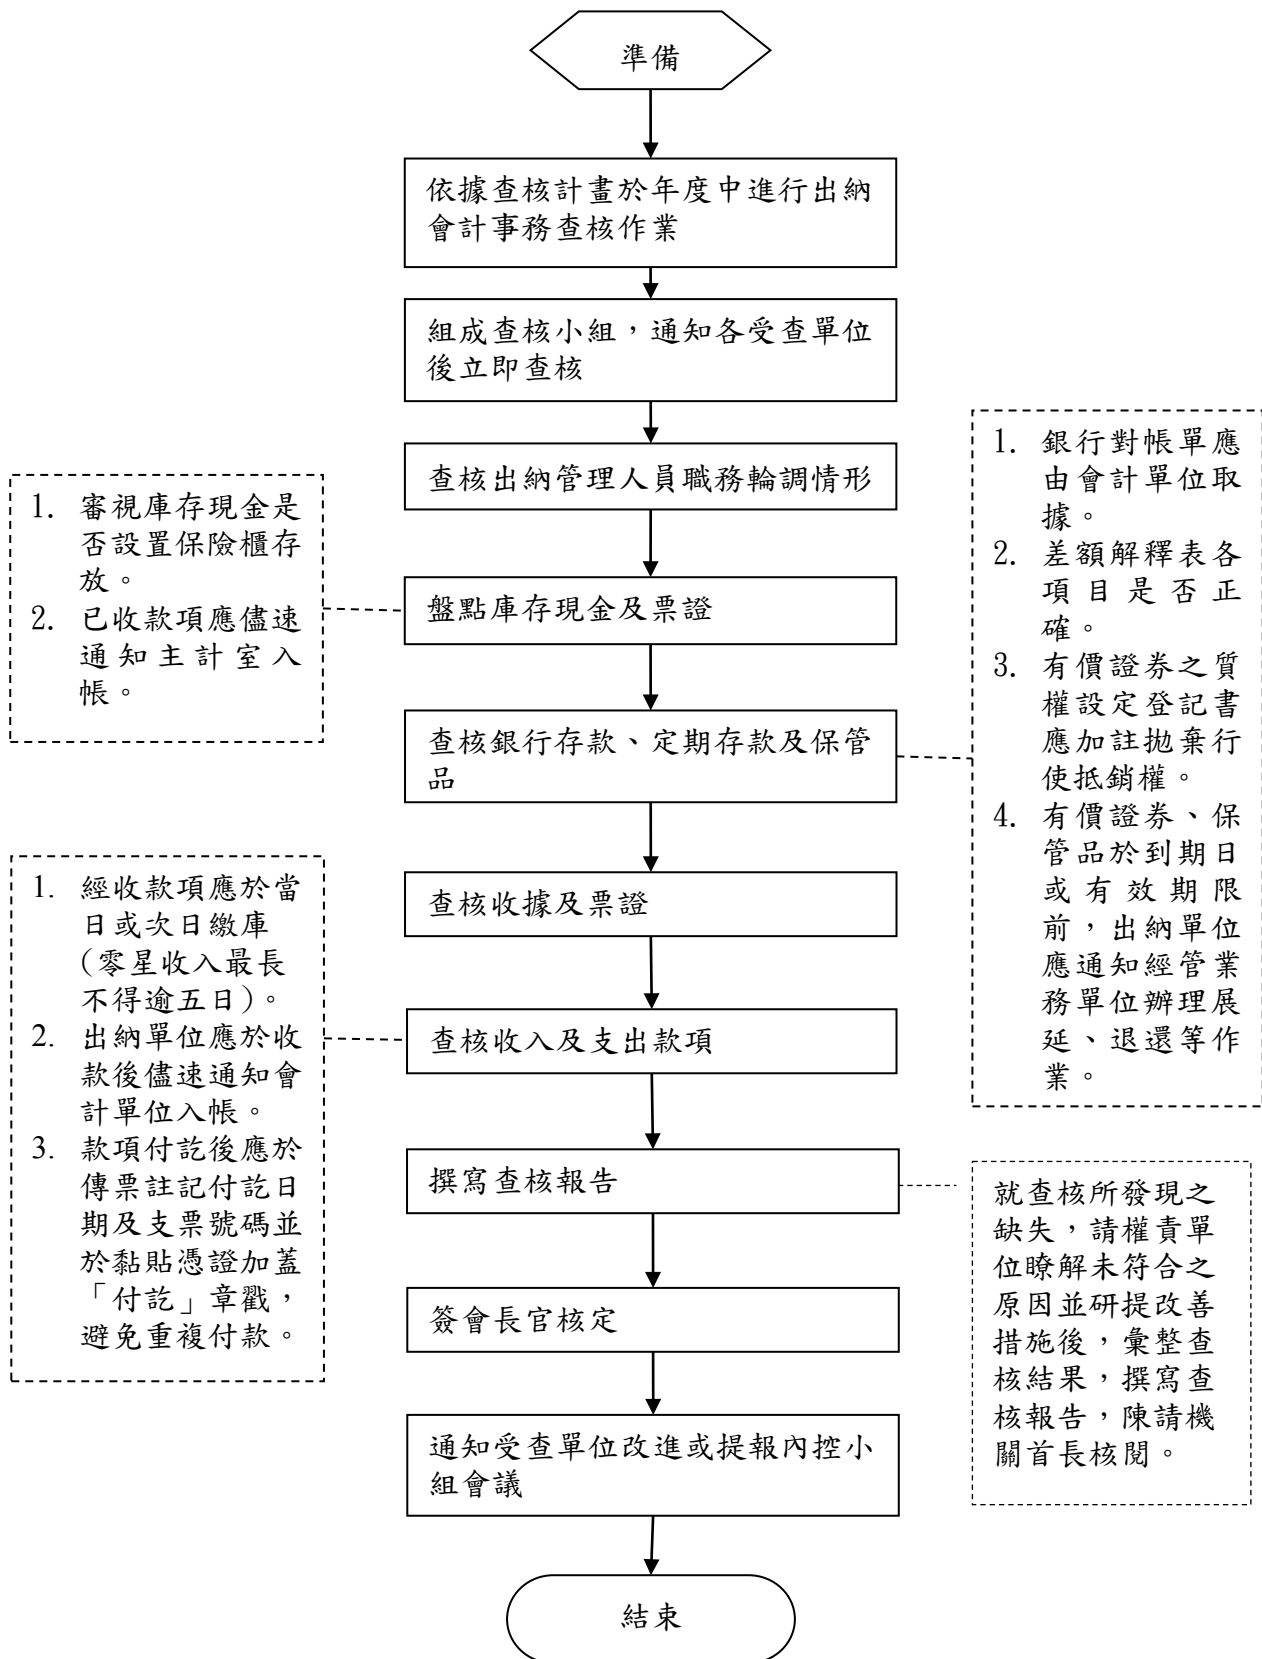 準備
依據查核計畫於年度中進行出納
會計事務查核作業
組成查核小組，通知各受查單位
後立即查核
查核出納管理人員職務輪調情形
1. 審視庫存現金是
否設置保險櫃存
放。
2. 已收款項應儘速
通知主計室入
帳。
盤點庫存現金及票證
查核銀行存款、定期存款及保管
品
1. 銀行對帳單應
由會計單位取
據。
2. 差額解釋表各
項目是否正
確。
3. 有價證券之質
權設定登記書
應加註拋棄行
使抵銷權。
4. 有價證券、保
管品於到期日
或有效期限
前，出納單位
應通知經管業
務單位辦理展
延、退還等作
業。
查核收據及票證
1. 經收款項應於當
日或次日繳庫
(零星收入最長
不得逾五日)。
2. 出納單位應於收
款後儘速通知會
計單位入帳。
3. 款項付訖後應於
傳票註記付訖日
期及支票號碼並
於黏貼憑證加蓋
「付訖」章戳，
避免重複付款。
查核收入及支出款項
撰寫查核報告
就查核所發現之
缺失，請權責單
位瞭解未符合之
原因並研提改善
措施後，彙整查
核結果，撰寫查
核報告，陳請機
關首長核閱。
簽會長官核定
通知受查單位改進或提報內控小
組會議
結束